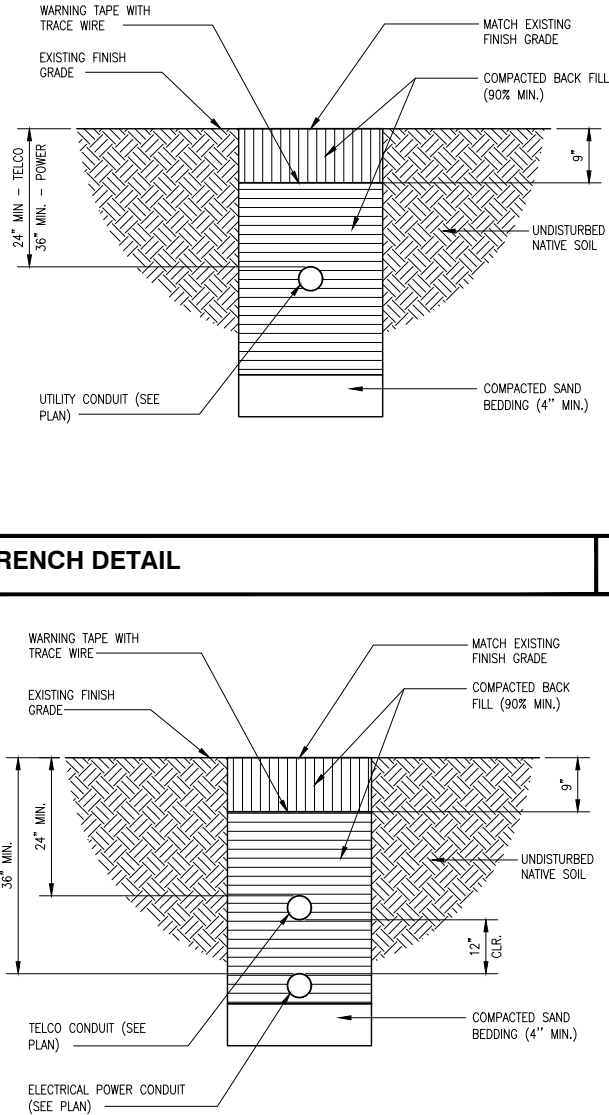 WARNING TAPE WITH
TRACE WIRE
MATCH EXISTING
FINISH GRADE
EXISTING FINISH
GRADE
COMPACTED BACK FILL
(90% MIN.)
24" MIN - TELCO
36" MIN. - POWER
9"
UNDISTURBED
NATIVE SOIL
UTILITY CONDUIT (SEE
PLAN)
COMPACTED SAND
BEDDING (4'' MIN.)
RENCH DETAIL
WARNING TAPE WITH
TRACE WIRE
MATCH EXISTING
FINISH GRADE
EXISTING FINISH
GRADE
COMPACTED BACK
FILL (90% MIN.)
36" MIN.
24" MIN.
9"
UNDISTURBED
NATIVE SOIL
12"
CLR.
TELCO CONDUIT (SEE
PLAN)
COMPACTED SAND
BEDDING (4'' MIN.)
ELECTRICAL POWER CONDUIT
(SEE PLAN)